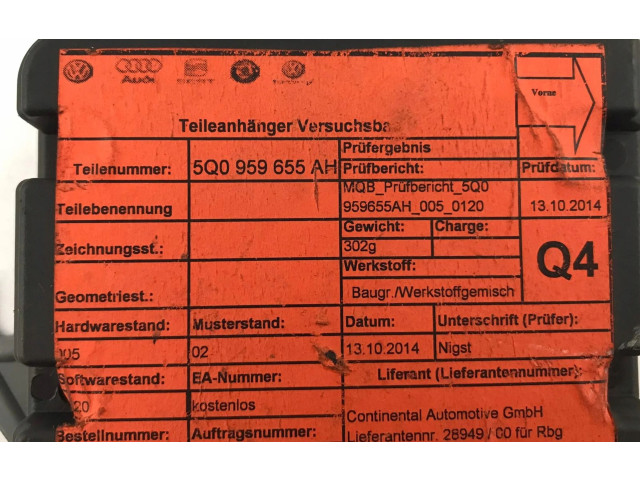 Audi
SEAT
Vorne
Teileanhänger Versuchsba
Prüfergebnis
Teilenummer: 5Q0 959 655 AH Prüfbericht: Prüfdatum:
MQB_Prüfbericht_5Q0
Teilebenennung 959655AH_005_0120 13.10.2014
Zeichnungsst.: Gewicht: Charge:
302g
Q4
Werkstoff:
Geometriest.: Baugr./Werkstoffgemisch
Hardwarestand: Musterstand: Datum: Unterschrift (Prüfer):
005 02 13.10.2014 Nigst
Softwarestand: EA-Nummer: Liferant (Lieferantennummer):
20 kostenlos
Continental Automotive GmbH
Bestellnummer: Auftragsnummer: Lieferantennr. 28949 / 00 für Rbg